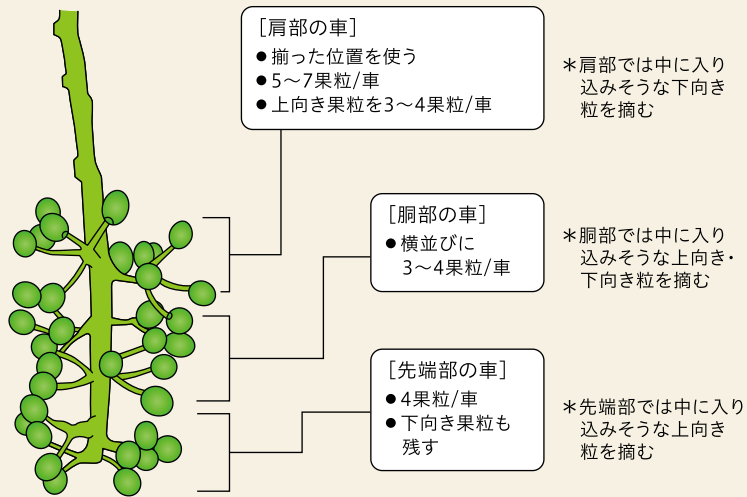 ［肩部の車］
●揃った位置を使う
●5～7果粒/車
●上向き果粒を3～4果粒/車
＊肩部では中に入り
込みそうな下向き
粒を摘む
［胴部の車］
●横並びに
3～4果粒/車
＊胴部では中に入り
込みそうな上向き・
下向き粒を摘む
［先端部の車］
●4果粒/車
●下向き果粒も
残す
＊先端部では中に入り
込みそうな上向き
粒を摘む